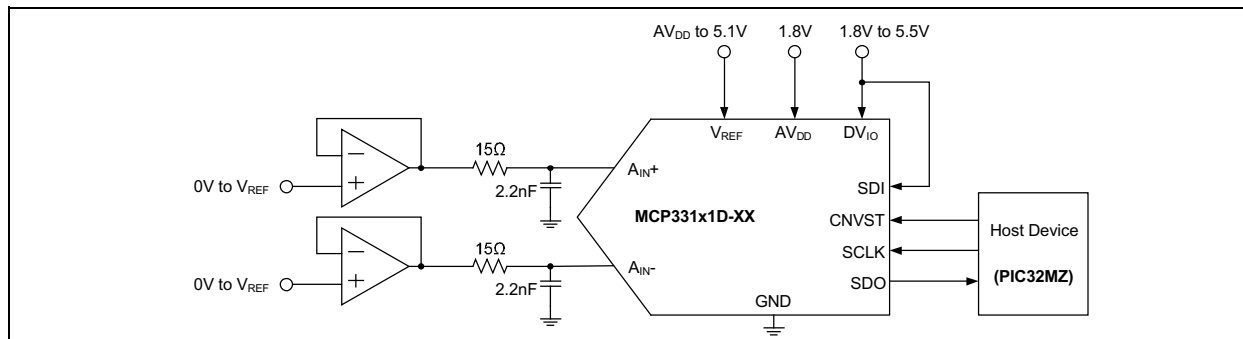 AVDD to 5.1V 1.8V 1.8V to 5.5V
VREF AVDD DVIO
15Ω
AIN+
0V to VREF
2.2nF
SDI
MCP331x1D-XX
CNVST
Host Device
15Ω
SCLK
(PIC32MZ)
AIN-
0V to VREF
SDO
2.2nF
GND